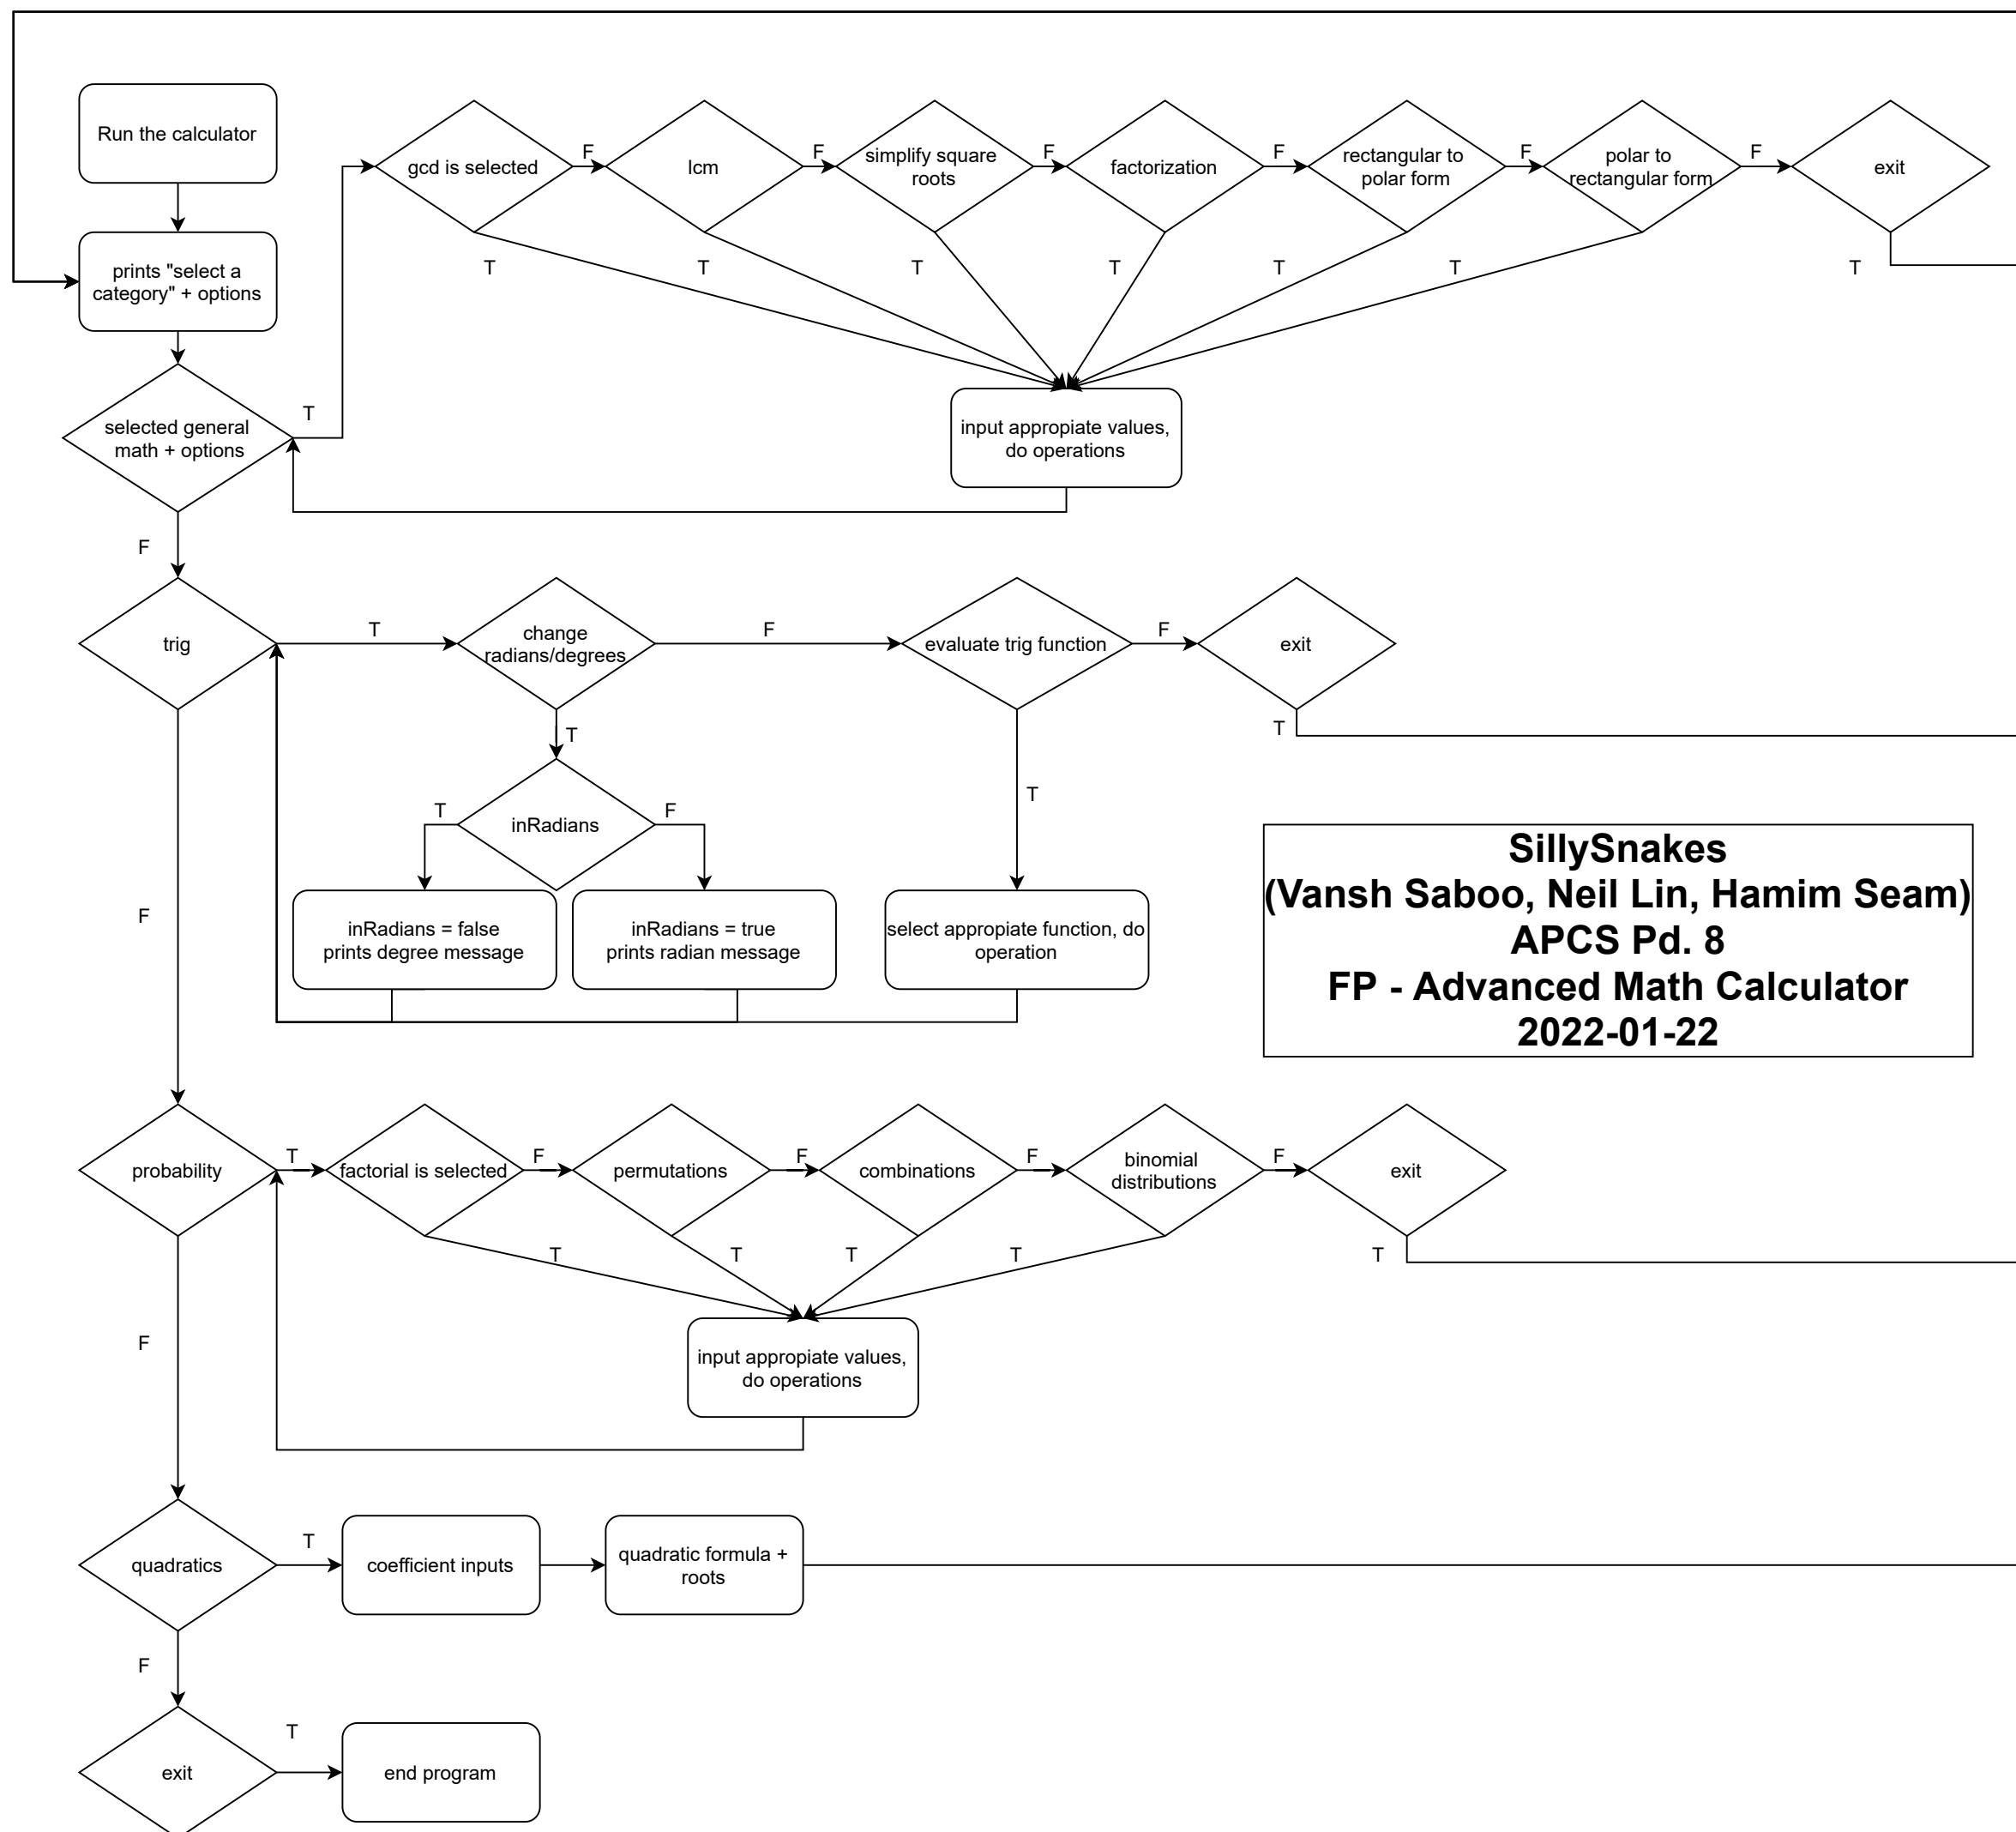 Run the calculator
prints "select a
category" + options
selected general
math + options
T
F
gcd is selected
F
lcm
F
simplify square
roots
F
factorization
F
rectangular to
polar form
F
polar to
rectangular form
F
exit
T
T
T
T
T
T
T
input appropiate values,
do operations
trig
T
change
radians/degrees
F
evaluate trig function
F
exit
T
T
T
inRadians
T
F
inRadians = false
prints degree message
inRadians = true
prints radian message
select appropiate function, do
operation
F
SillySnakes
(Vansh Saboo, Neil Lin, Hamim Seam)
APCS Pd. 8
FP - Advanced Math Calculator
2022-01-22
probability
T
factorial is selected
F
permutations
F
combinations
F
binomial
distributions
F
exit
T
T
T
T
T
input appropiate values,
do operations
F
quadratics
T
coefficient inputs
quadratic formula +
roots
F
exit
T
end program